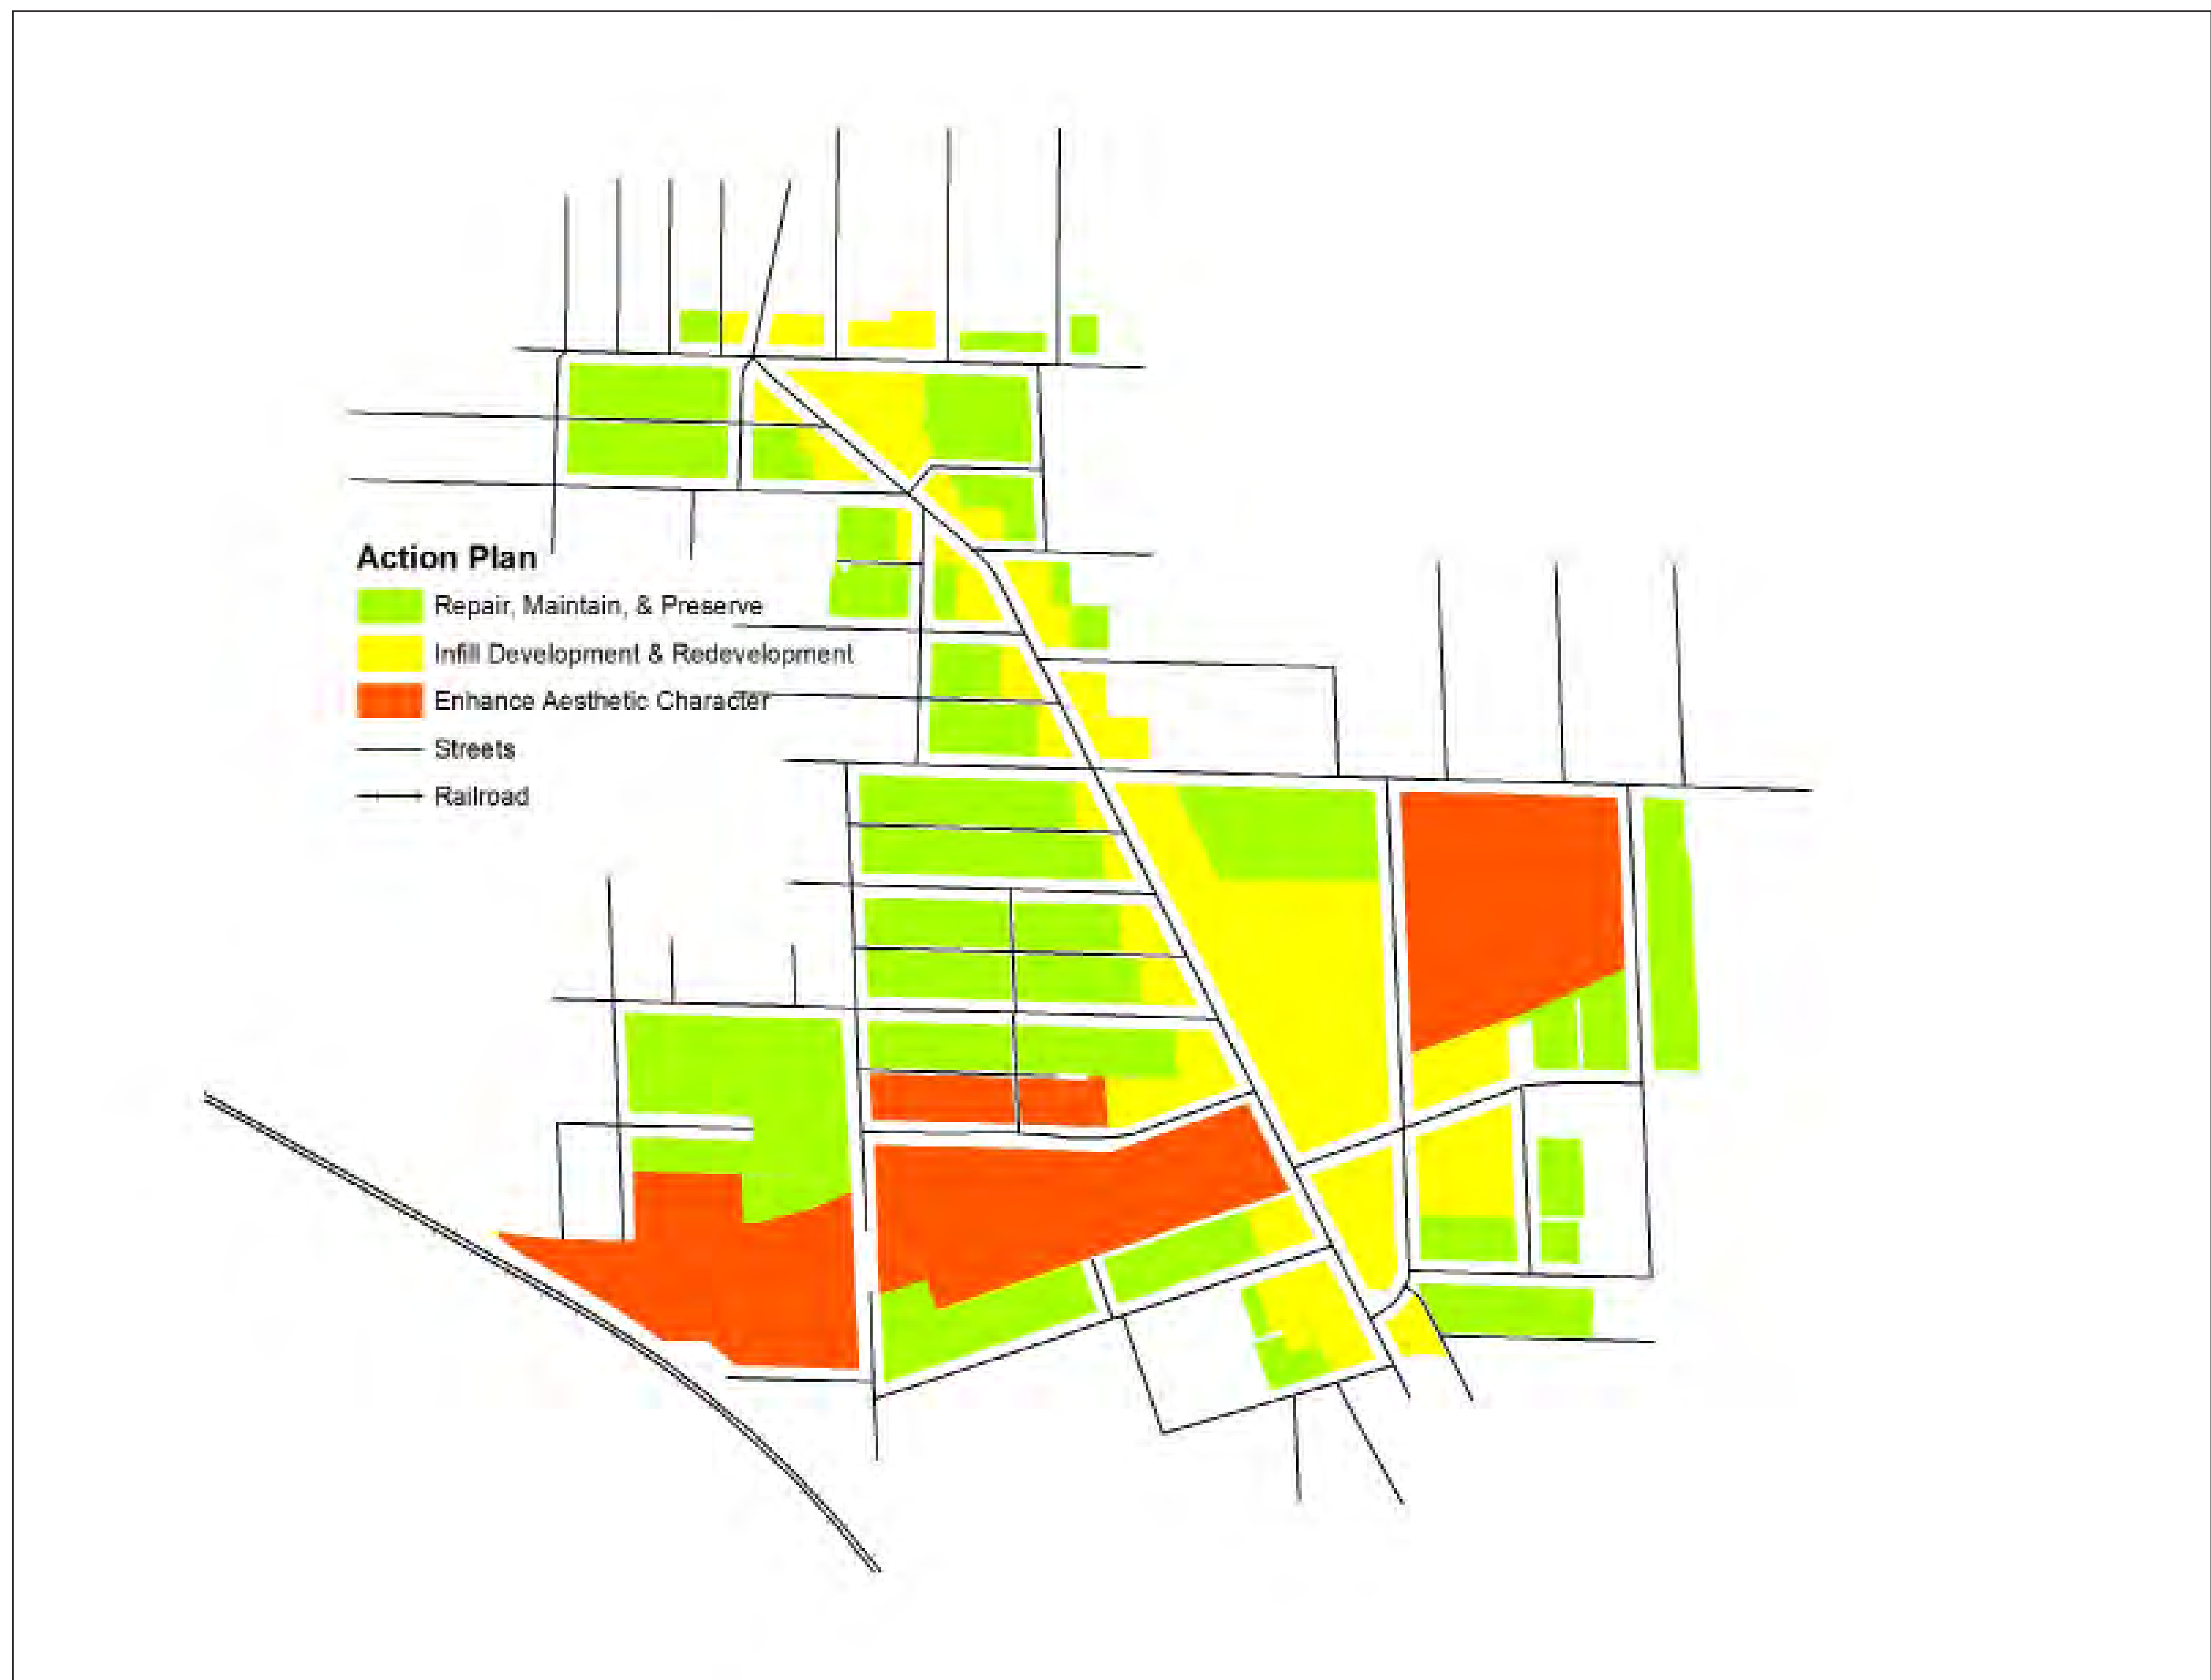 Action Plan
Repair, Maintain, & Preserve
Infill Development & Redevelopment
Enhance Aesthetic Character
Streets
Railroad